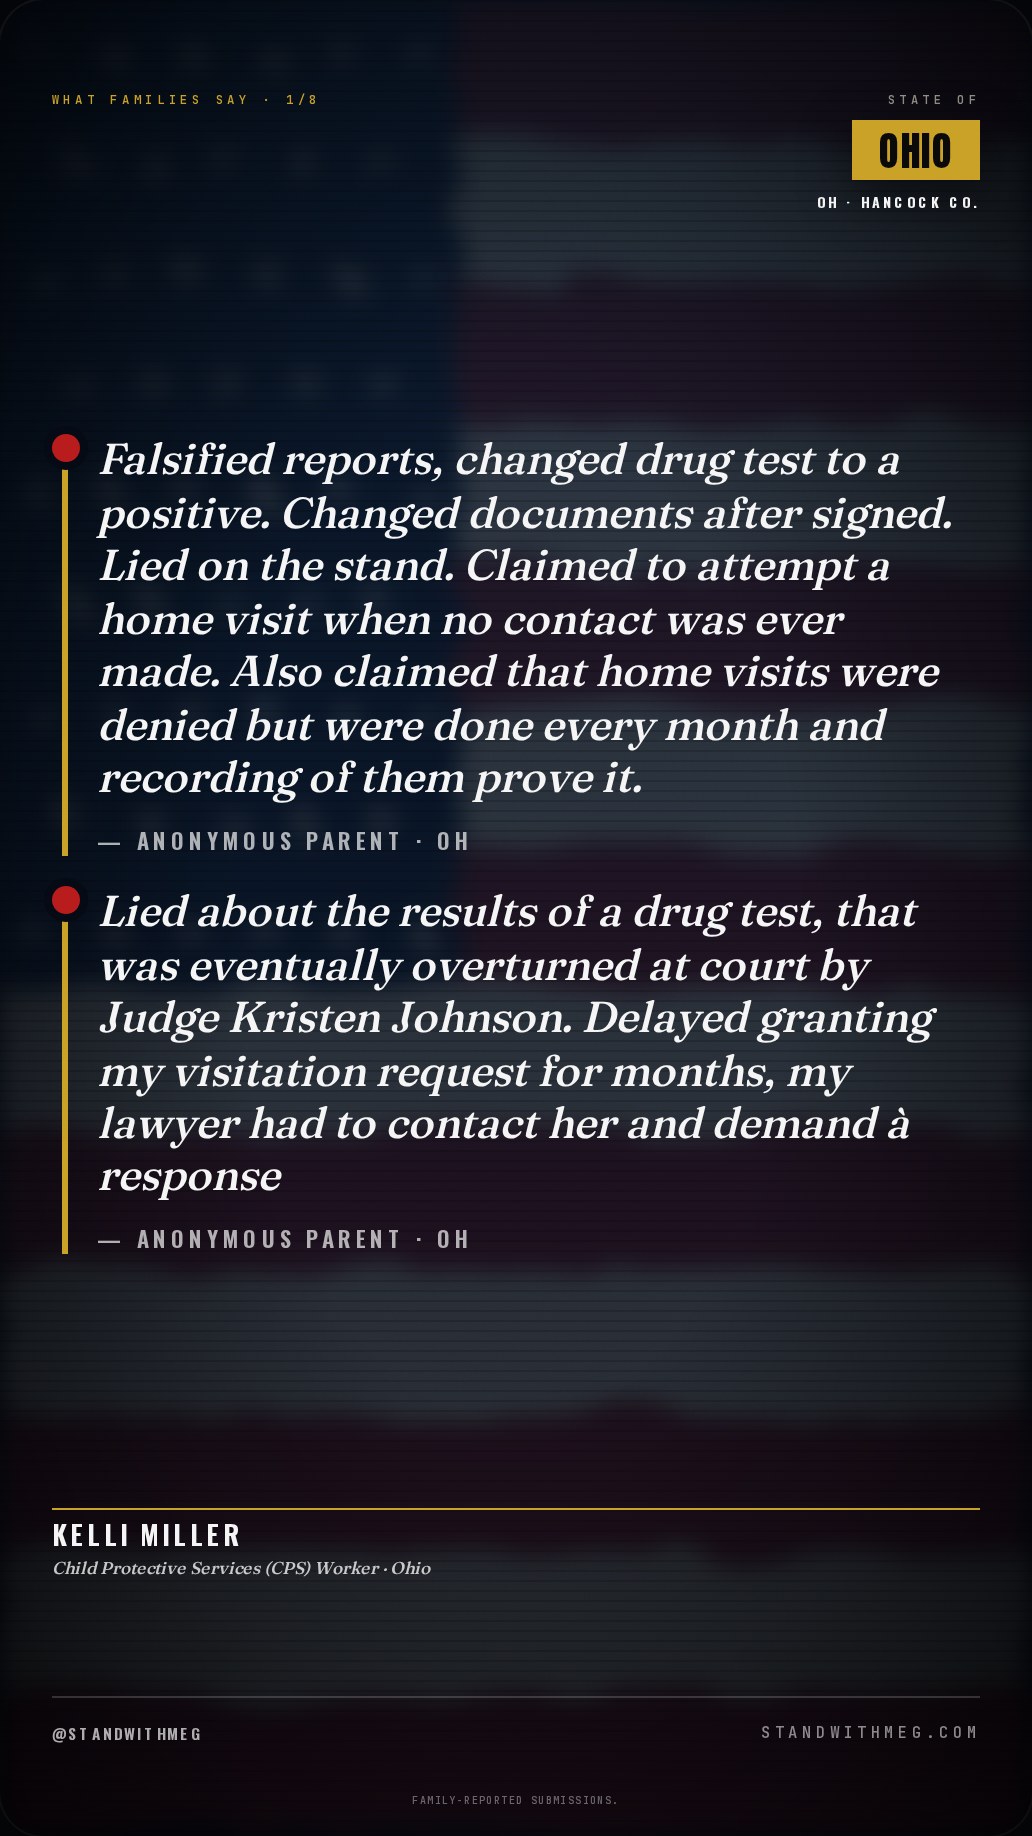 WHAT FAMILIES SAY · 1/8
STATE OF
OHIO
OH · HANCOCK CO.
Falsified reports, changed drug test to a
positive. Changed documents after signed.
Lied on the stand. Claimed to attempt a
home visit when no contact was ever
made. Also claimed that home visits were
denied but were done every month and
recording of them prove it.
— ANONYMOUS PARENT · OH
Lied about the results of a drug test, that
was eventually overturned at court by
Judge Kristen Johnson. Delayed granting
my visitation request for months, my
lawyer had to contact her and demand à
response
— ANONYMOUS PARENT · OH
KELLI MILLER
Child Protective Services (CPS) Worker · Ohio
@STANDWITHMEG
STANDWITHMEG.COM
FAMILY-REPORTED SUBMISSIONS.